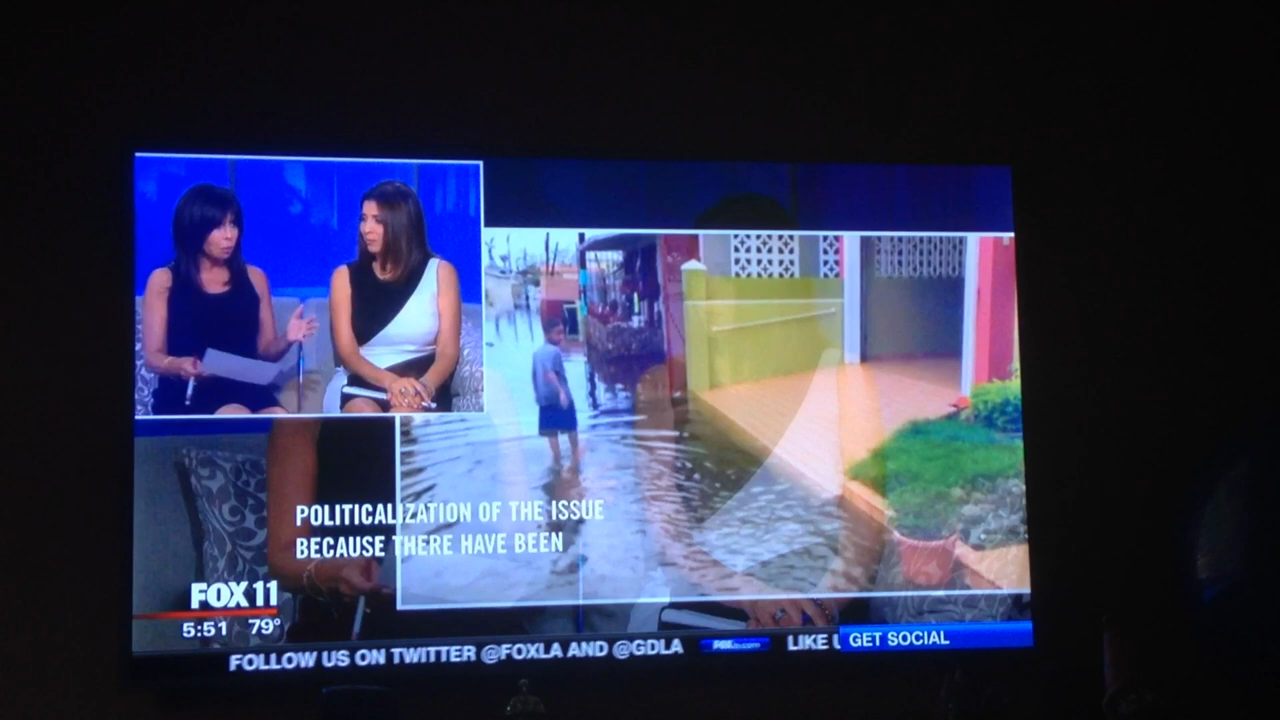 POLITICALIZATION OF THE ISSUE
BECAUSE THERE HAVE BEEN
FOX 11
5:51 79°
FOLLOW US ON TWITTER @FOXLA AND @GDLA
LIKE
GET SOCIAL